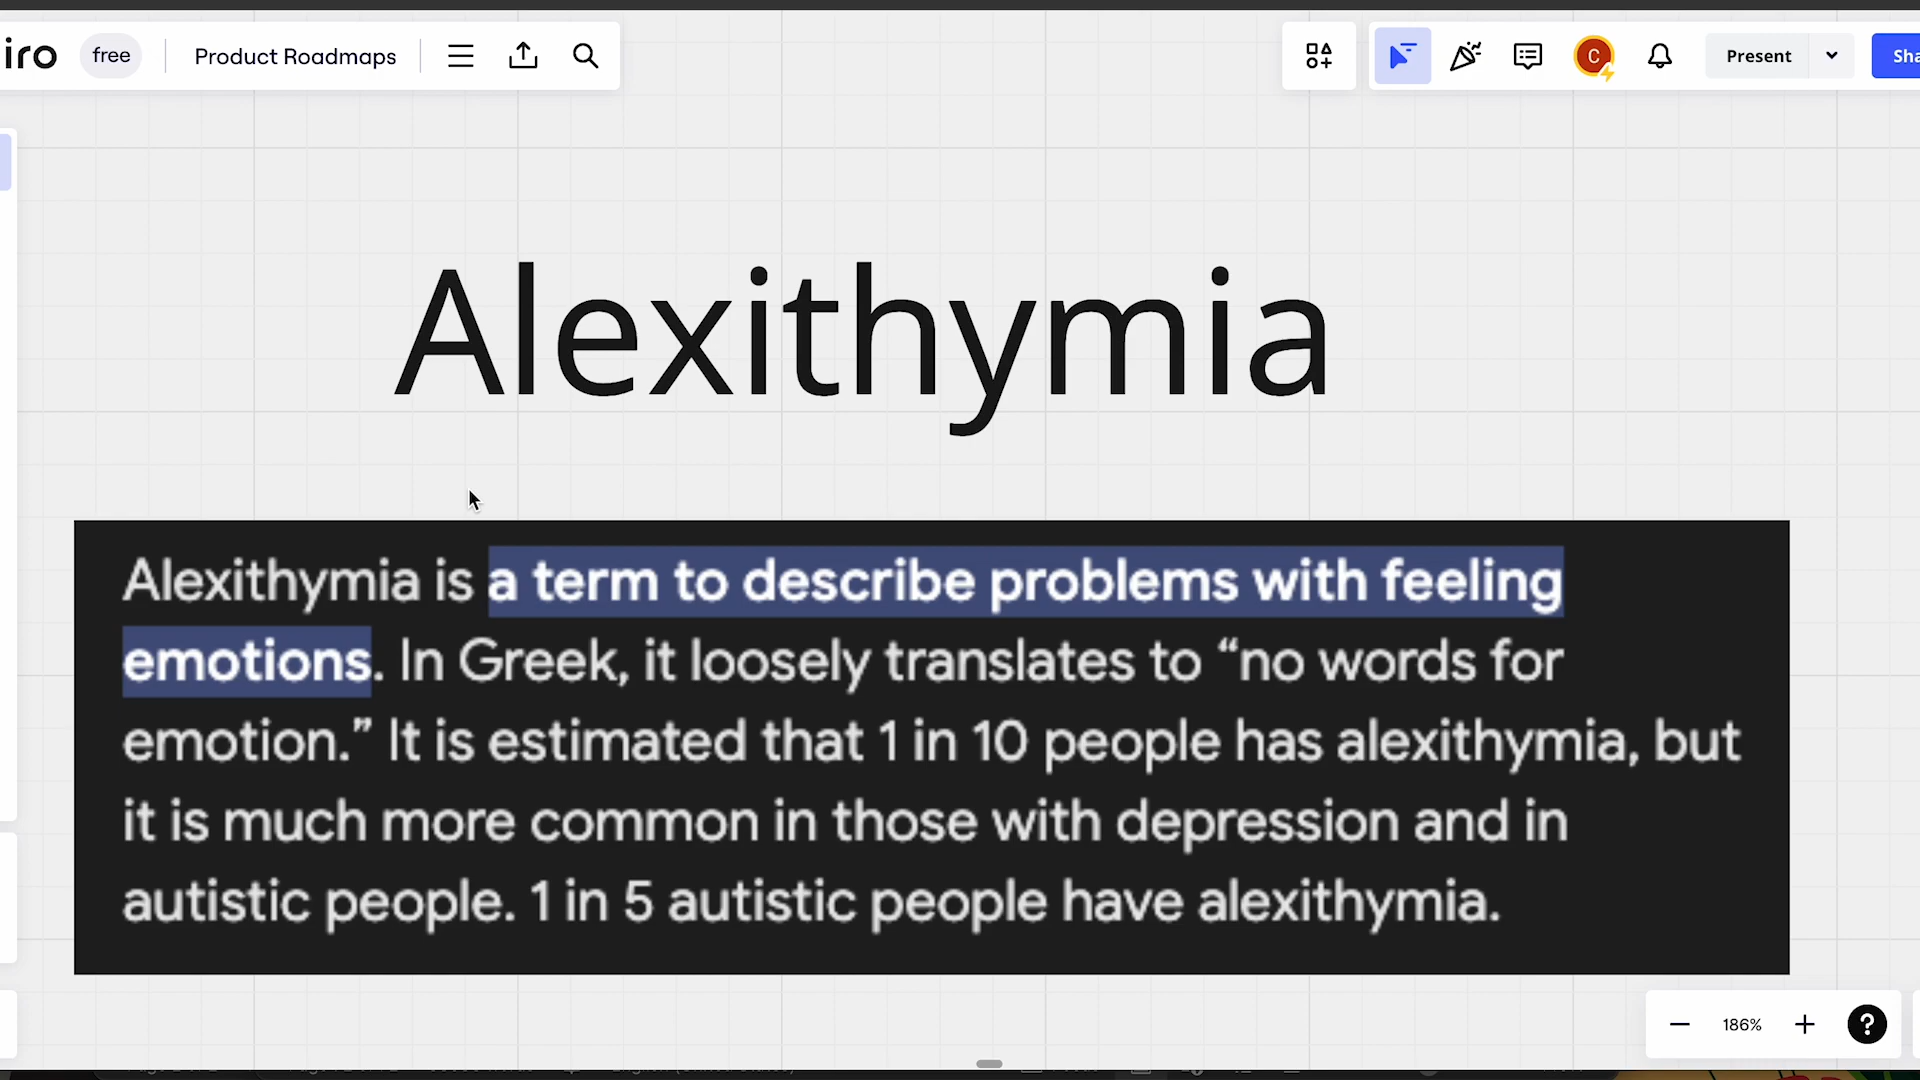 iro free Product Roadmaps C Present Sha
Alexithymia
Alexithymia is a term to describe problems with feeling
emotions. In Greek, it loosely translates to “no words for
emotion.” It is estimated that 1 in 10 people has alexithymia, but
it is much more common in those with depression and in
autistic people. 1 in 5 autistic people have alexithymia.
186% ?